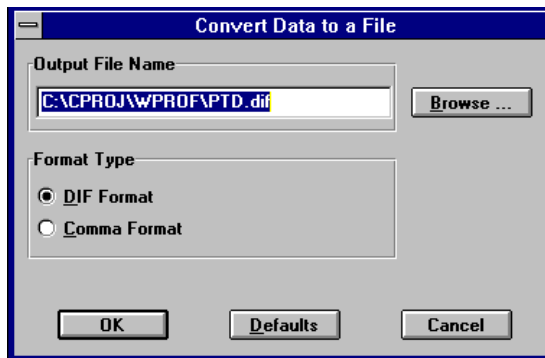 Convert Data to a File
Output File Name
C:\CPROJ\WPROF\PTD.dif
Browse ...
Format Type
DIF Format
Comma Format
OK
Defaults
Cancel